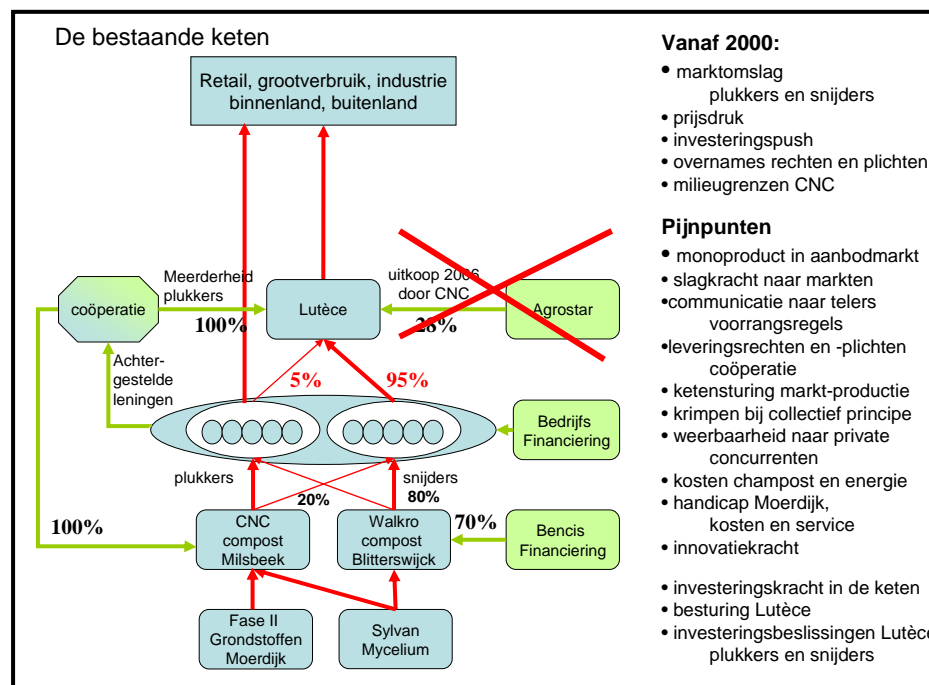 De bestaande keten
Retail, grootverbruik, industrie
binnenland, buitenland
Meerderheid
plukkers
100%
coöperatie
Lutèce
uitkoop 2006
door CNC
28%
Agrostar
Achter-
gestelde
leningen
5%
95%
Bedrijfs
Financiering
plukkers
snijders
20%
80%
100%
CNC
compost
Milsbeek
Walkro
compost
Blitterswijck
70%
Bencis
Financiering
Fase II
Grondstoffen
Moerdijk
Sylvan
Mycelium
Vanaf 2000:
• marktomslag
plukkers en snijders
• prijsdruk
• investeringspush
• overnames rechten en plichten
• milieugrenzen CNC
Pijnpunten
• monoproduct in aanbodmarkt
• slagkracht naar markten
•communicatie naar telers
voorrangsregels
•leveringsrechten en -plichten
coöperatie
• ketensturing markt-productie
• krimpen bij collectief principe
• weerbaarheid naar private
concurrenten
• kosten champost en energie
• handicap Moerdijk,
kosten en service
• innovatiekracht
• investeringskracht in de keten
• besturing Lutèce
• investeringsbeslissingen Lutèce
plukkers en snijders